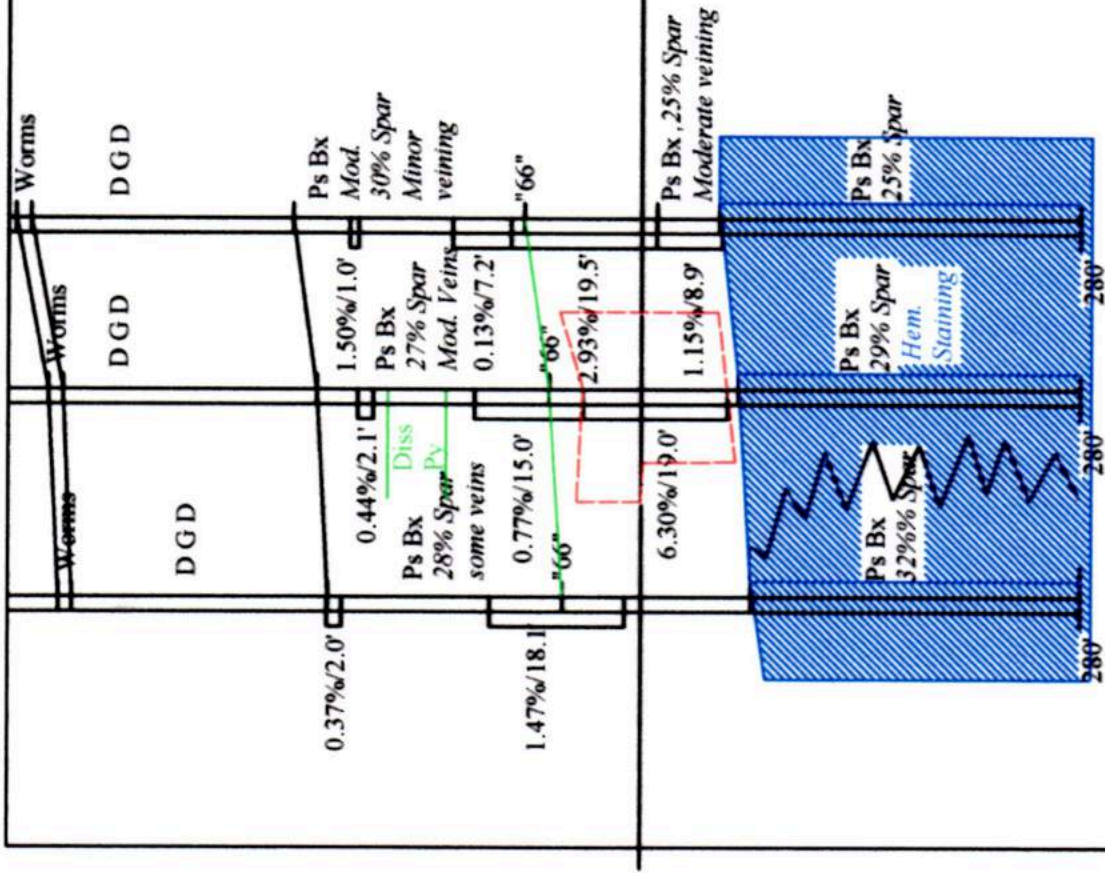 Worms
Worms
Worms
D G D
D G D
D G D
Ps Bx
Mod.
30% Spar
Minor
veining
1.50%/1.0'
Ps Bx
27% Spar
Mod. Veins
0.44%/2.1'
Diss
Py
Ps Bx
28% Spar
some veins
0.37%/2.0'
0.13%/7.2'
"66"
"66"
"66"
2.93%/19.5'
0.77%/15.0'
1.47%/18.1'
Ps Bx , 25% Spar
Moderate veining
1.15%/8.9'
6.30%/19.0'
Ps Bx
25% Spar
Ps Bx
29% Spar
Hem.
Staining
Ps Bx
32%% Spar
280'
280'
280'